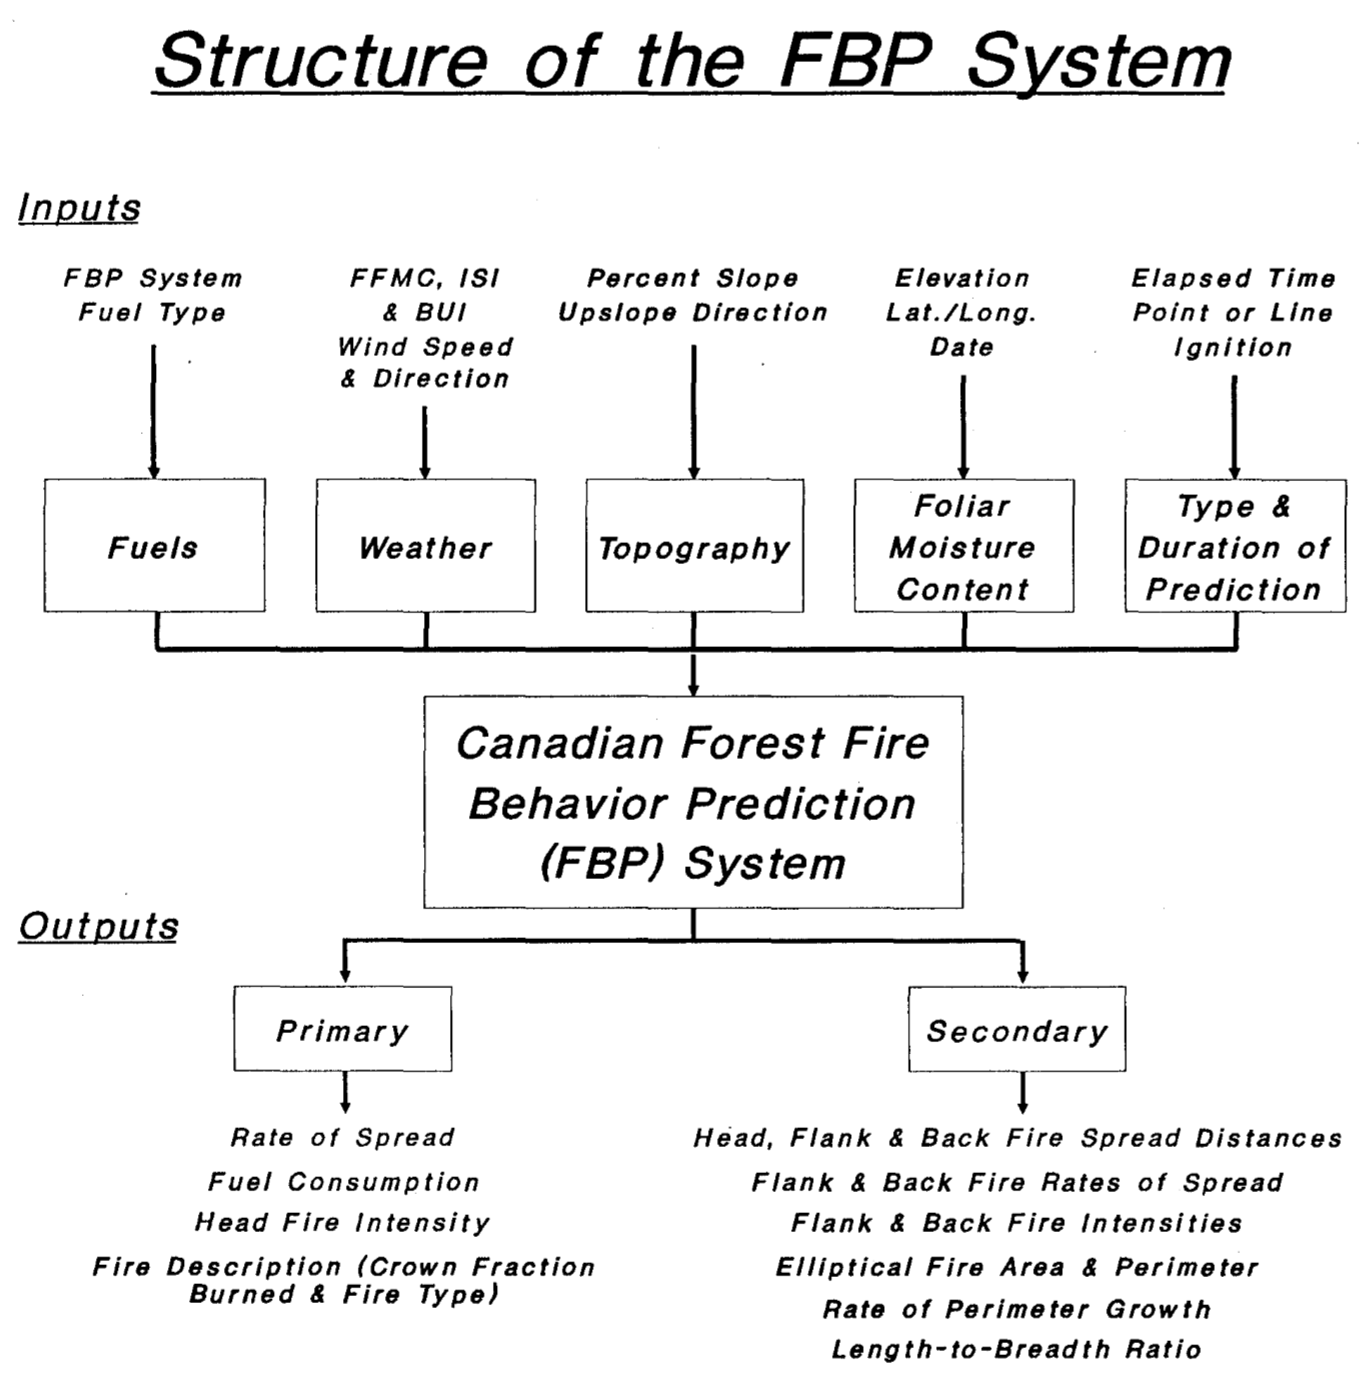 Structure of the FBP System
Inputs
FBP System
Fuel Type
FFMC, ISI
& BUI
Wind Speed
& Direction
Percent Slope
Upslope Direction
Elevation
Lat./Long.
Date
Elapsed Time
Point or Line
Ignition
Fuels
Weather
Topography
Foliar
Moisture
Content
Type &
Duration of
Prediction
Canadian Forest Fire
Behavior Prediction
(FBP) System
Outputs
Primary
Rate of Spread
Fuel Consumption
Head Fire Intensity
Fire Description (Crown Fraction
Burned & Fire Type)
Secondary
Head, Flank & Back Fire Spread Distances
Flank & Back Fire Rates of Spread
Flank & Back Fire Intensities
Elliptical Fire Area & Perimeter
Rate of Perimeter Growth
Length-to-Breadth Ratio